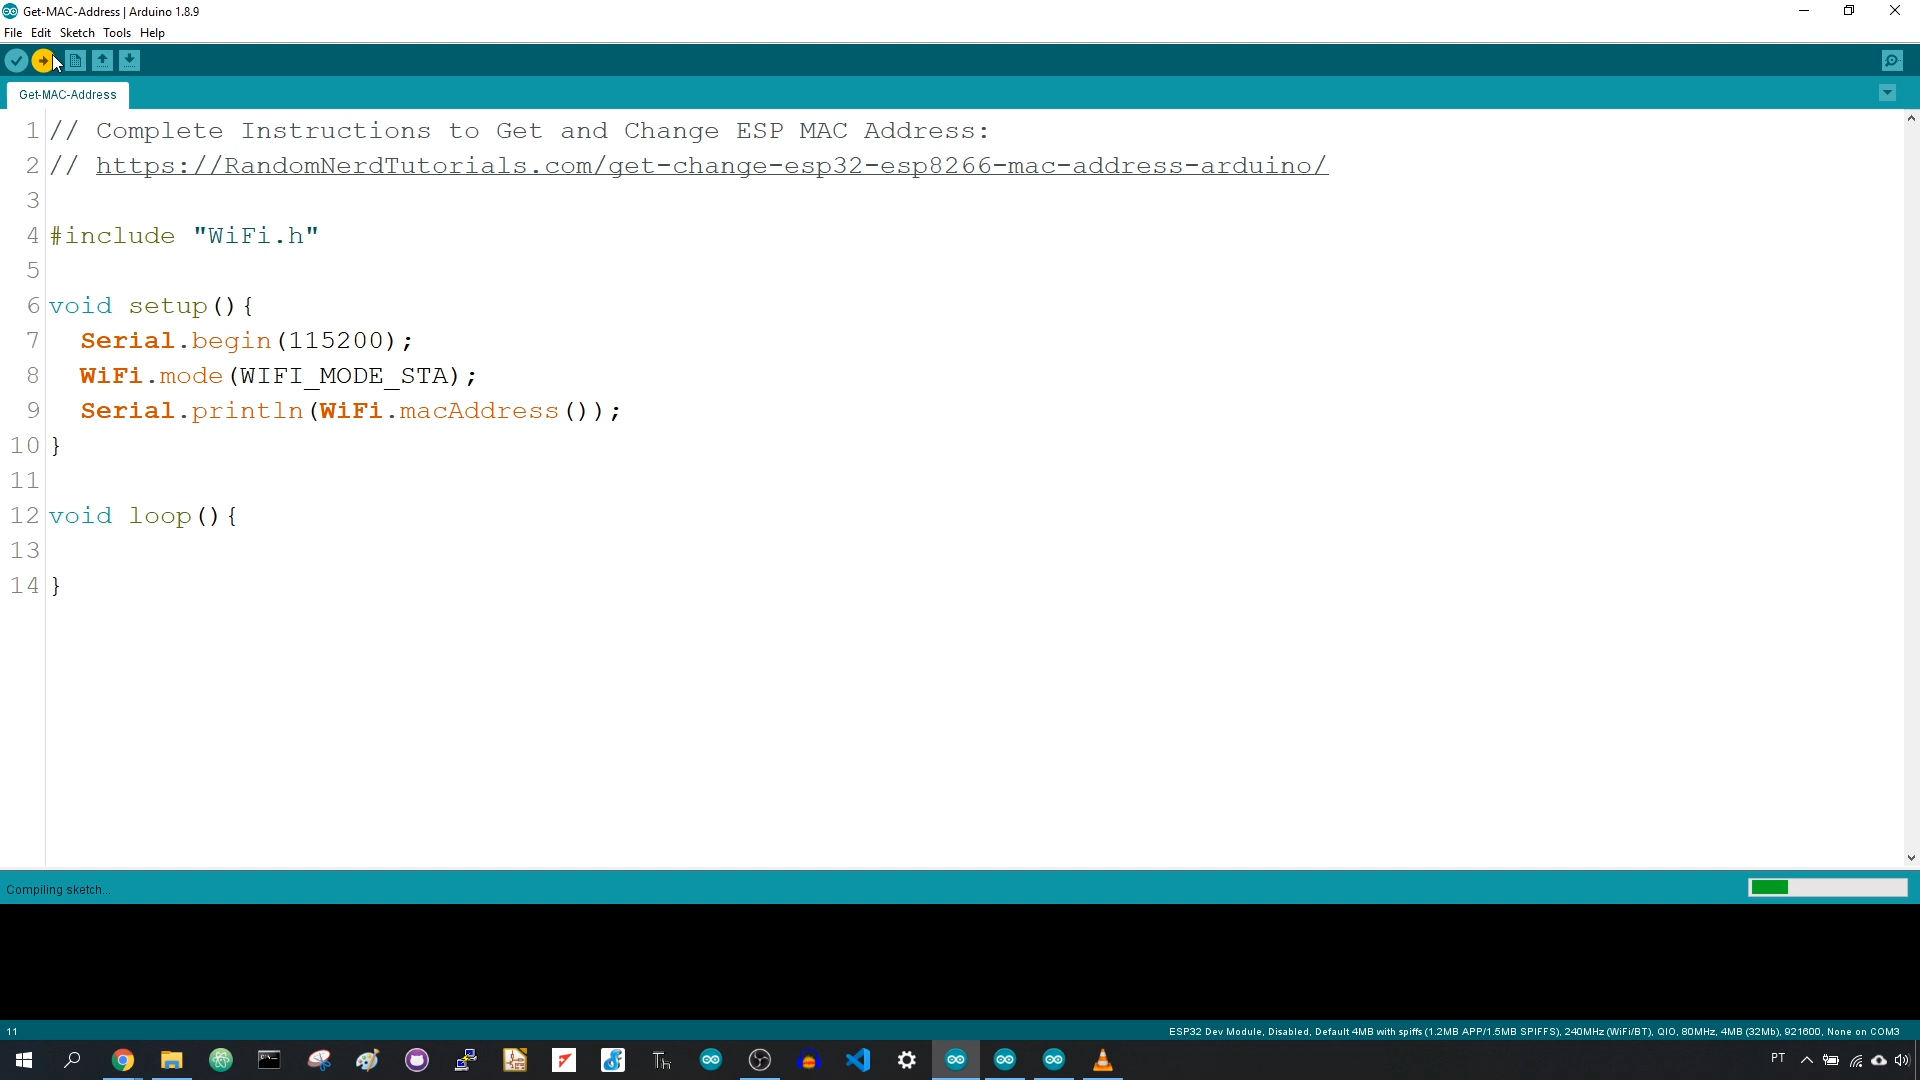 Get-MAC-Address | Arduino 1.8.9
File Edit Sketch Tools Help
Get-MAC-Address
1 // Complete Instructions to Get and Change ESP MAC Address:
2 // https://RandomNerdTutorials.com/get-change-esp32-esp8266-mac-address-arduino/
3
4 #include "WiFi.h"
5
6 void setup(){
7   Serial.begin(115200);
8   WiFi.mode(WIFI_MODE_STA);
9   Serial.println(WiFi.macAddress());
10 }
11
12 void loop(){
13
14 }
Compiling sketch...
11 ESP32 Dev Module, Disabled, Default 4MB with spiffs (1.2MB APP/1.5MB SPIFFS), 240MHz (WiFi/BT), QIO, 80MHz, 4MB (32Mb), 921600, None on COM3
PT